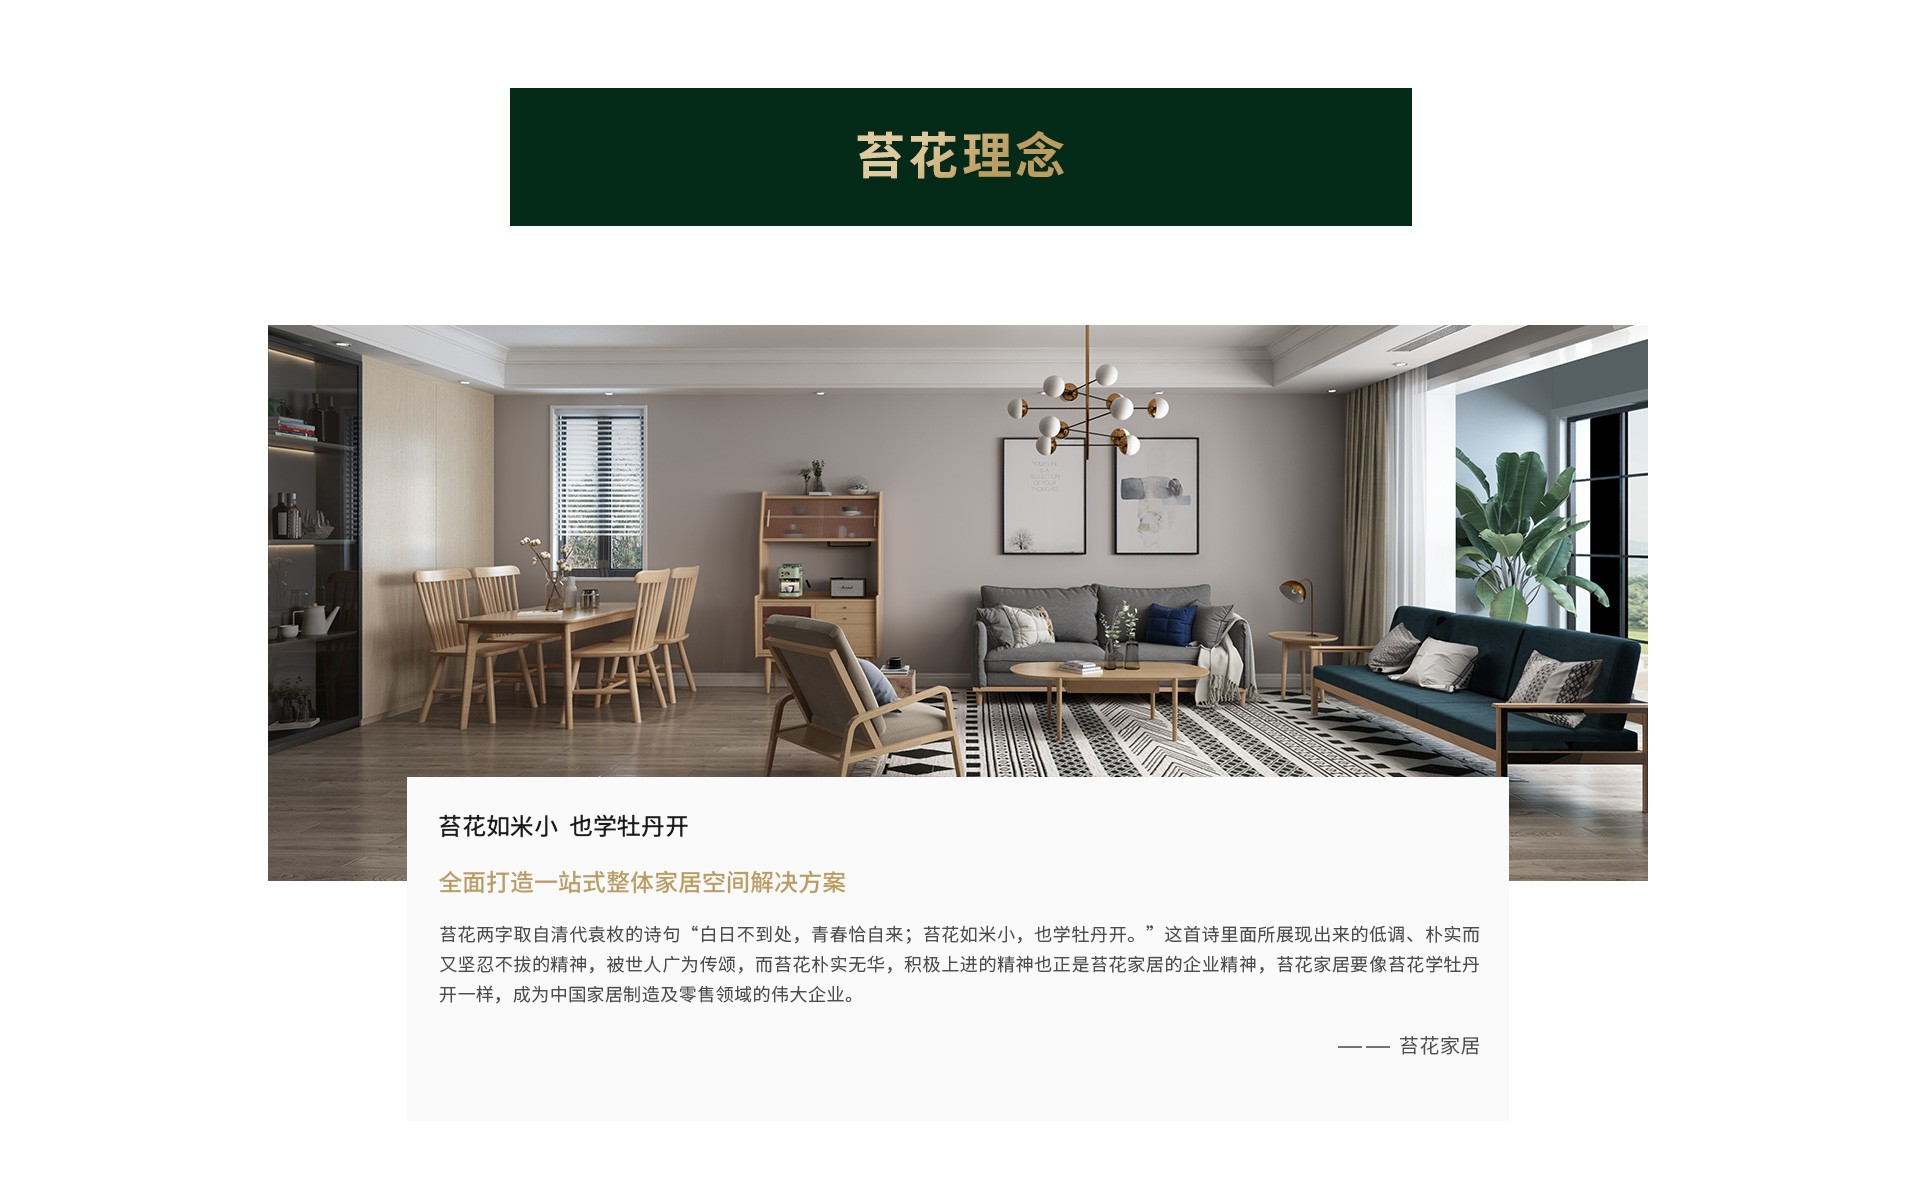 苔花理念
苔花如米小 也学牡丹开
全面打造一站式整体家居空间解决方案
苔花两字取自清代袁枚的诗句“白日不到处，青春恰自来；苔花如米小，也学牡丹开。”这首诗里面所展现出来的低调、朴实而
又坚忍不拔的精神，被世人广为传颂，而苔花朴实无华，积极上进的精神也正是苔花家居的企业精神，苔花家居要像苔花学牡丹
开一样，成为中国家居制造及零售领域的伟大企业。
—— 苔花家居